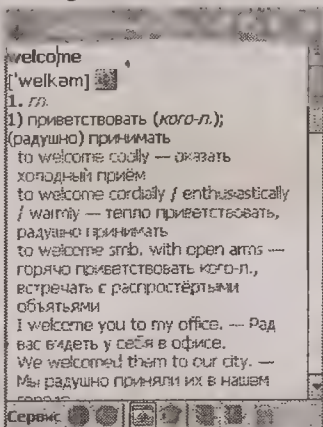 welcome
['welkəm]
1. гл.
1) приветствовать (кого-л.);
(радушно) принимать
to welcome coolly — оказать
холодный приём
to welcome cordially / enthusiastically
/ warmly — тепло приветствовать,
радушно принимать
to welcome smb. with open arms —
горячо приветствовать кого-л.,
встречать с распростёртыми
объятьями
I welcome you to my office. — Рад
вас видеть у себя в офисе.
We welcomed them to our city. —
Мы радушно приняли их в нашем
городе
Сервис